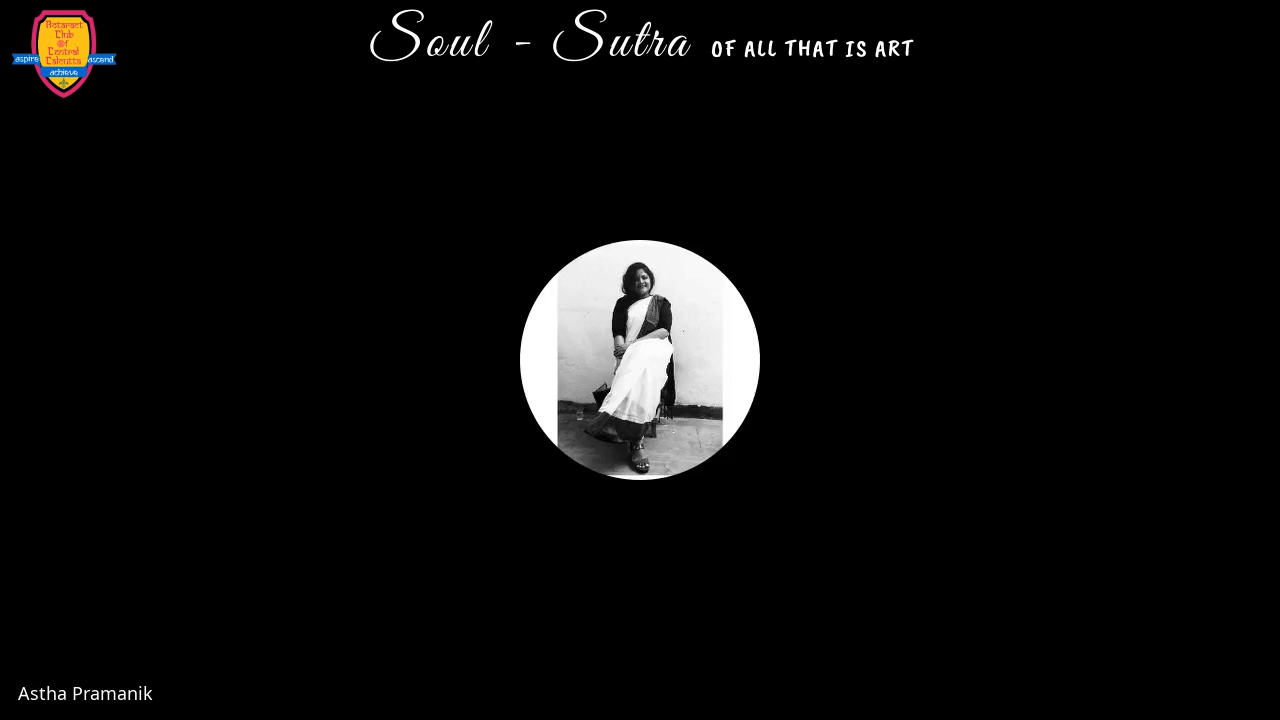 Rotaract
Club
Of
Central
Calcutta
aspire
achieve
ascend
Soul - Sutra OF ALL THAT IS ART
Astha Pramanik